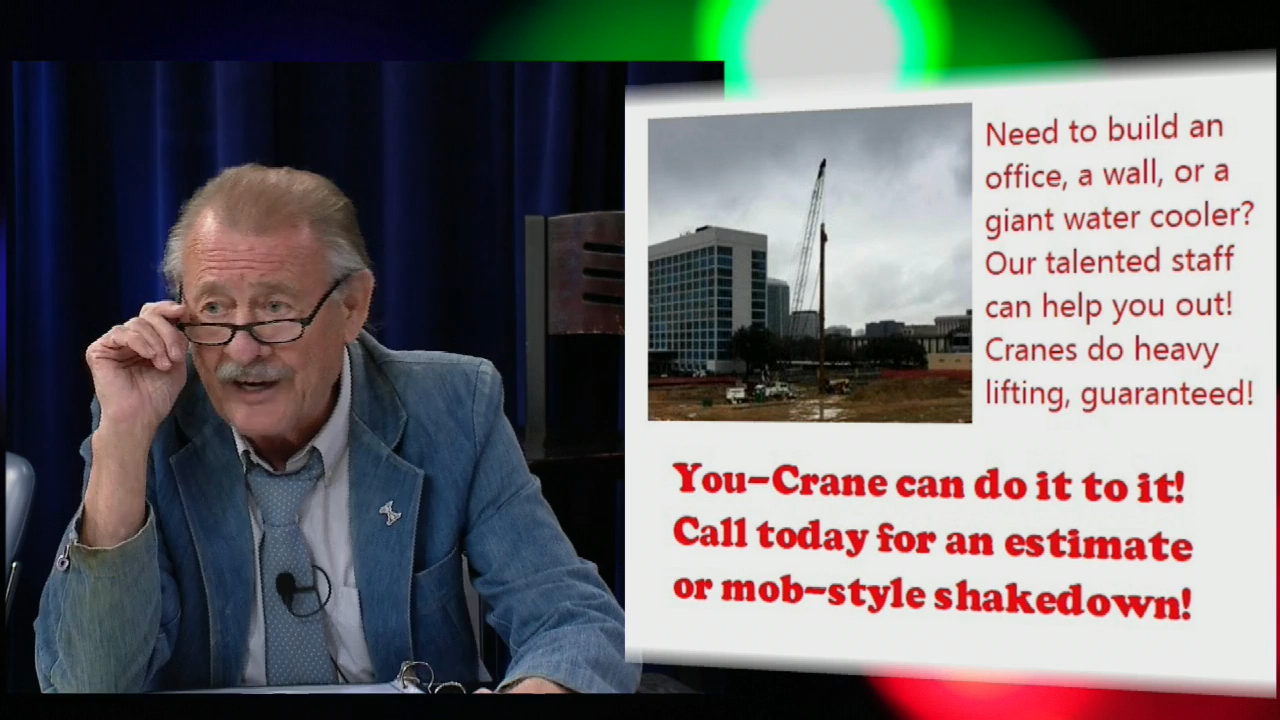 Need to build an
office, a wall, or a
giant water cooler?
Our talented staff
can help you out!
Cranes do heavy
lifting, guaranteed!
You-Crane can do it to it!
Call today for an estimate
or mob-style shakedown!